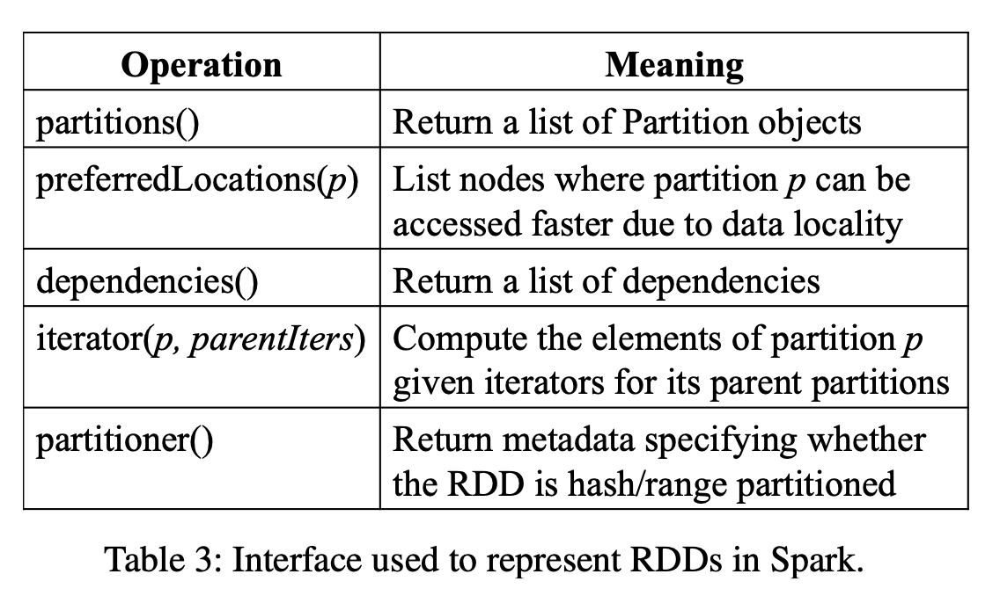 Operation Meaning
partitions() Return a list of Partition objects
preferredLocations(p) List nodes where partition p can be
accessed faster due to data locality
dependencies() Return a list of dependencies
iterator(p, parentIters) Compute the elements of partition p
given iterators for its parent partitions
partitioner() Return metadata specifying whether
the RDD is hash/range partitioned
Table 3: Interface used to represent RDDs in Spark.